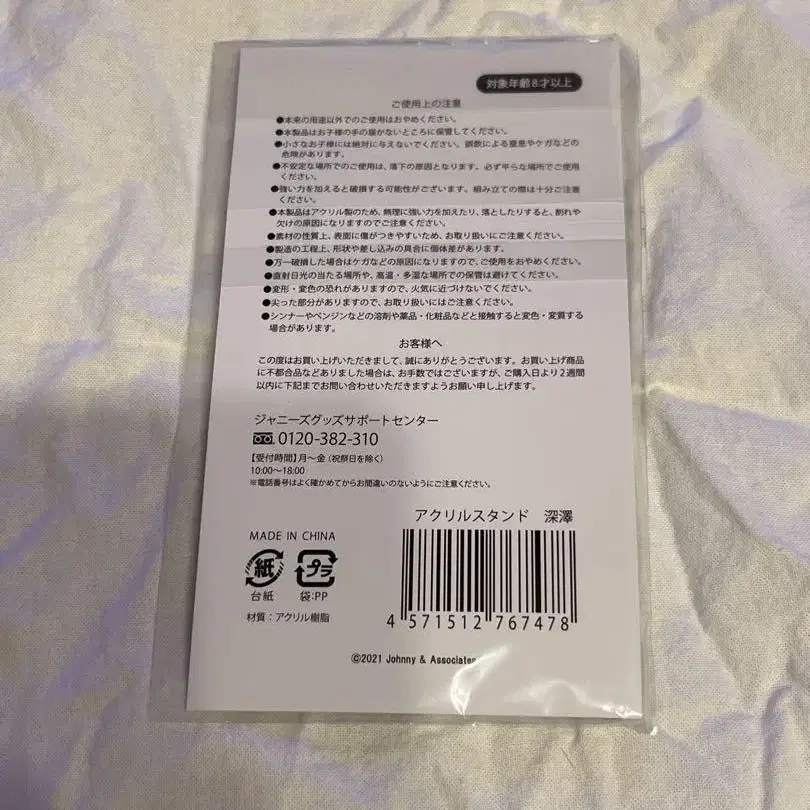 対象年齢8才以上
ご使用上の注意
●本来の用途以外でのご使用はおやめください。
●本製品はお子様の手の届かないところに保管してください。
●小さなお子様には絶対に与えないでください。誤数による窒息やケガなどの
危険があります。
●不安定な場所でのご使用は、落下の原因となります。必ず平らな場所でご使用
ください。
●強い力を加えると破損する可能性がございます。組み立ての際は十分ご注意
ください。
●本製品はアクリル製のため、無理に強い力を加えたり、落としたりすると、割れや
欠けの原因になりますのでご注意ください。
●素材の性質上、表面に傷がつきやすいため、お取り扱いにご注意ください。
●製造の工程上、形状や差し込みの具合に個体差があります。
●万一破損した場合はケガなどの原因になりますので、ご使用をおやめください。
●直射日光の当たる場所や、高温・多湿な場所での保管は避けてください。
●変形・変色の恐れがありますので、火気に近づけないでください。
●尖った部分がありますので、お取り扱いにはご注意ください。
●シンナーやベンジンなどの溶剤や薬品・化粧品などと接触すると変色・変質する
場合があります。
お客様へ
この度はお買い上げいただきまして、誠にありがとうございます。お買い上げ商品
に不都合品などありました場合は、お手数ではございますが、ご購入日より2週間
以内に下記までお問い合わせいただきますようお願い申し上げます。
ジャニーズグッズサポートセンター
0120-382-310
【受付時間】月〜金(祝祭日を除く)
10:00〜18:00
※電話番号はよく確かめてからお間違いのないようにご注意ください。
アクリルスタンド 深澤
MADE IN CHINA
紙 プラ
台紙 袋:PP
材質:アクリル樹脂
4 571512 767478
©2021 Johnny & Associates